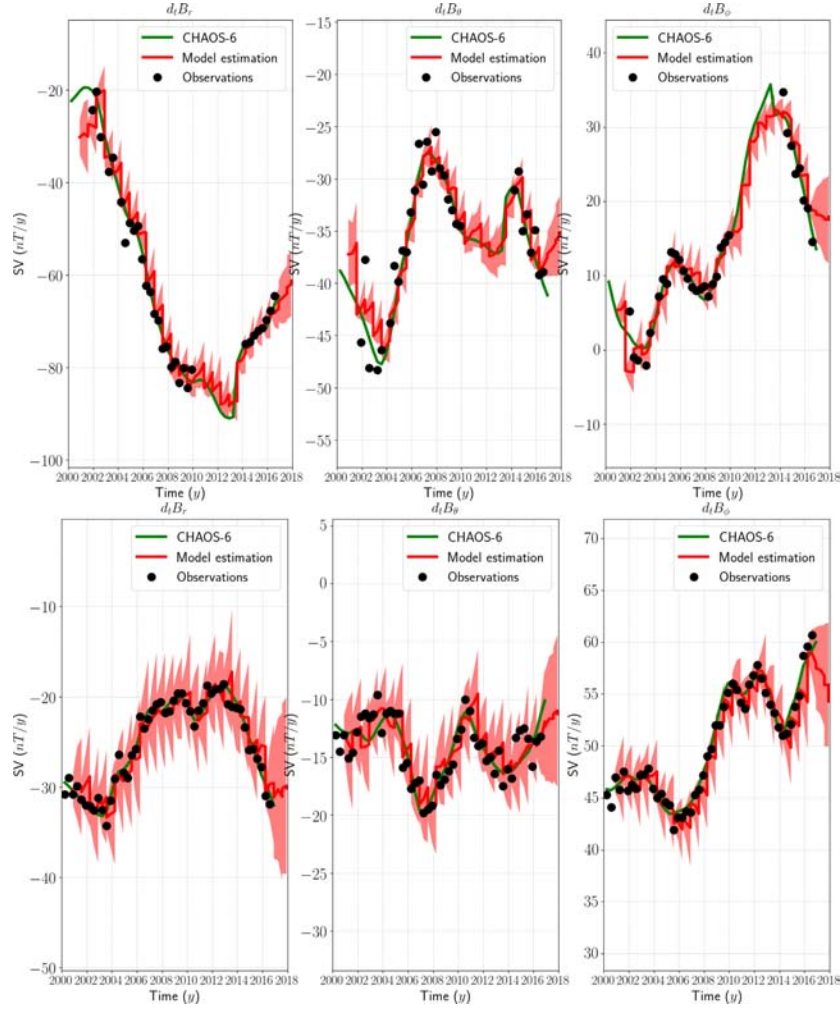 d_tB_r d_tB_θ d_tB_ϕ
CHAOS-6
Model estimation
Observations
CHAOS-6
Model estimation
Observations
CHAOS-6
Model estimation
Observations
SV (nT/y)
−20
−40
−60
−80
−100
SV (nT/y)
−15
−20
−25
−30
−35
−40
−45
−50
−55
SV (nT/y)
40
30
20
10
0
−10
2000 2002 2004 2006 2008 2010 2012 2014 2016 2018
2000 2002 2004 2006 2008 2010 2012 2014 2016 2018
2000 2002 2004 2006 2008 2010 2012 2014 2016 2018
Time (y) Time (y) Time (y)
d_tB_r d_tB_θ d_tB_ϕ
CHAOS-6
Model estimation
Observations
CHAOS-6
Model estimation
Observations
CHAOS-6
Model estimation
Observations
SV (nT/y)
−10
−20
−30
−40
−50
SV (nT/y)
5
0
−5
−10
−15
−20
−25
−30
SV (nT/y)
70
65
60
55
50
45
40
35
30
2000 2002 2004 2006 2008 2010 2012 2014 2016 2018
2000 2002 2004 2006 2008 2010 2012 2014 2016 2018
2000 2002 2004 2006 2008 2010 2012 2014 2016 2018
Time (y) Time (y) Time (y)